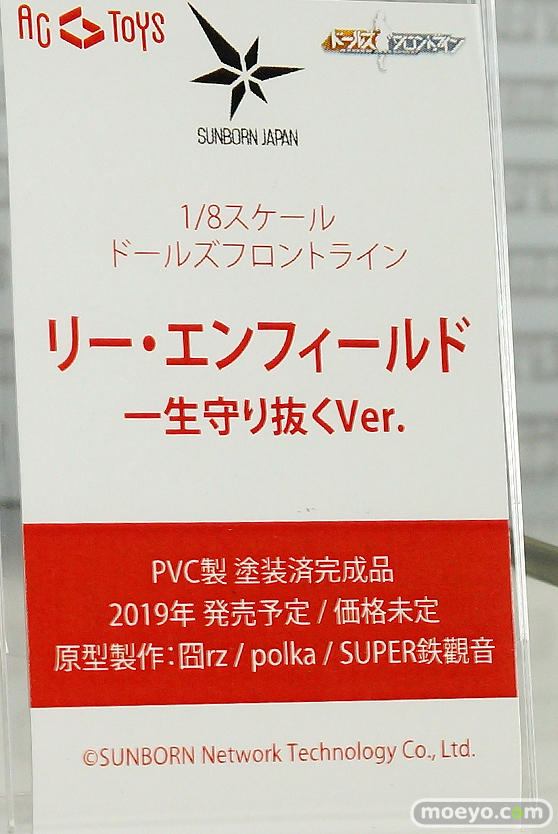 AC TOYS
ドールズフロントライン
SUNBORN JAPAN
1/8スケール
ドールズフロントライン
リー・エンフィールド
一生守り抜くVer.
PVC製 塗装済完成品
2019年 発売予定 / 価格未定
原型製作：囧rz / polka / SUPER鉄觀音
©SUNBORN Network Technology Co., Ltd.
moeyo.com